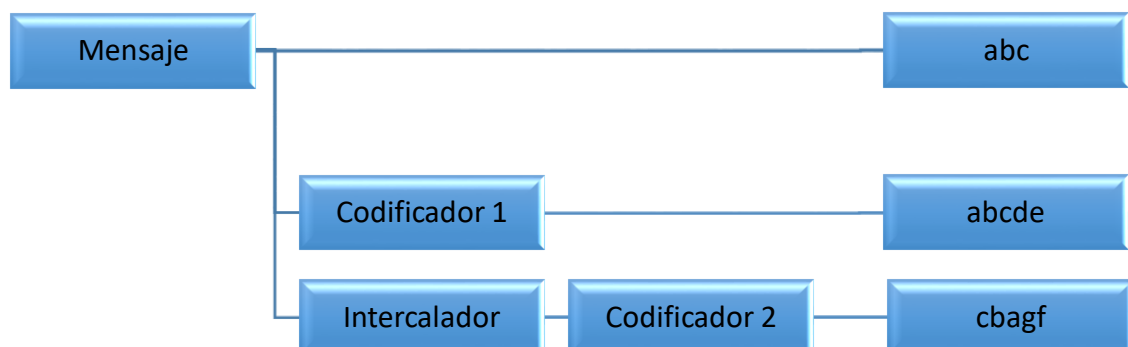 Mensaje
abc
Codificador 1
abcde
Intercalador
Codificador 2
cbagf